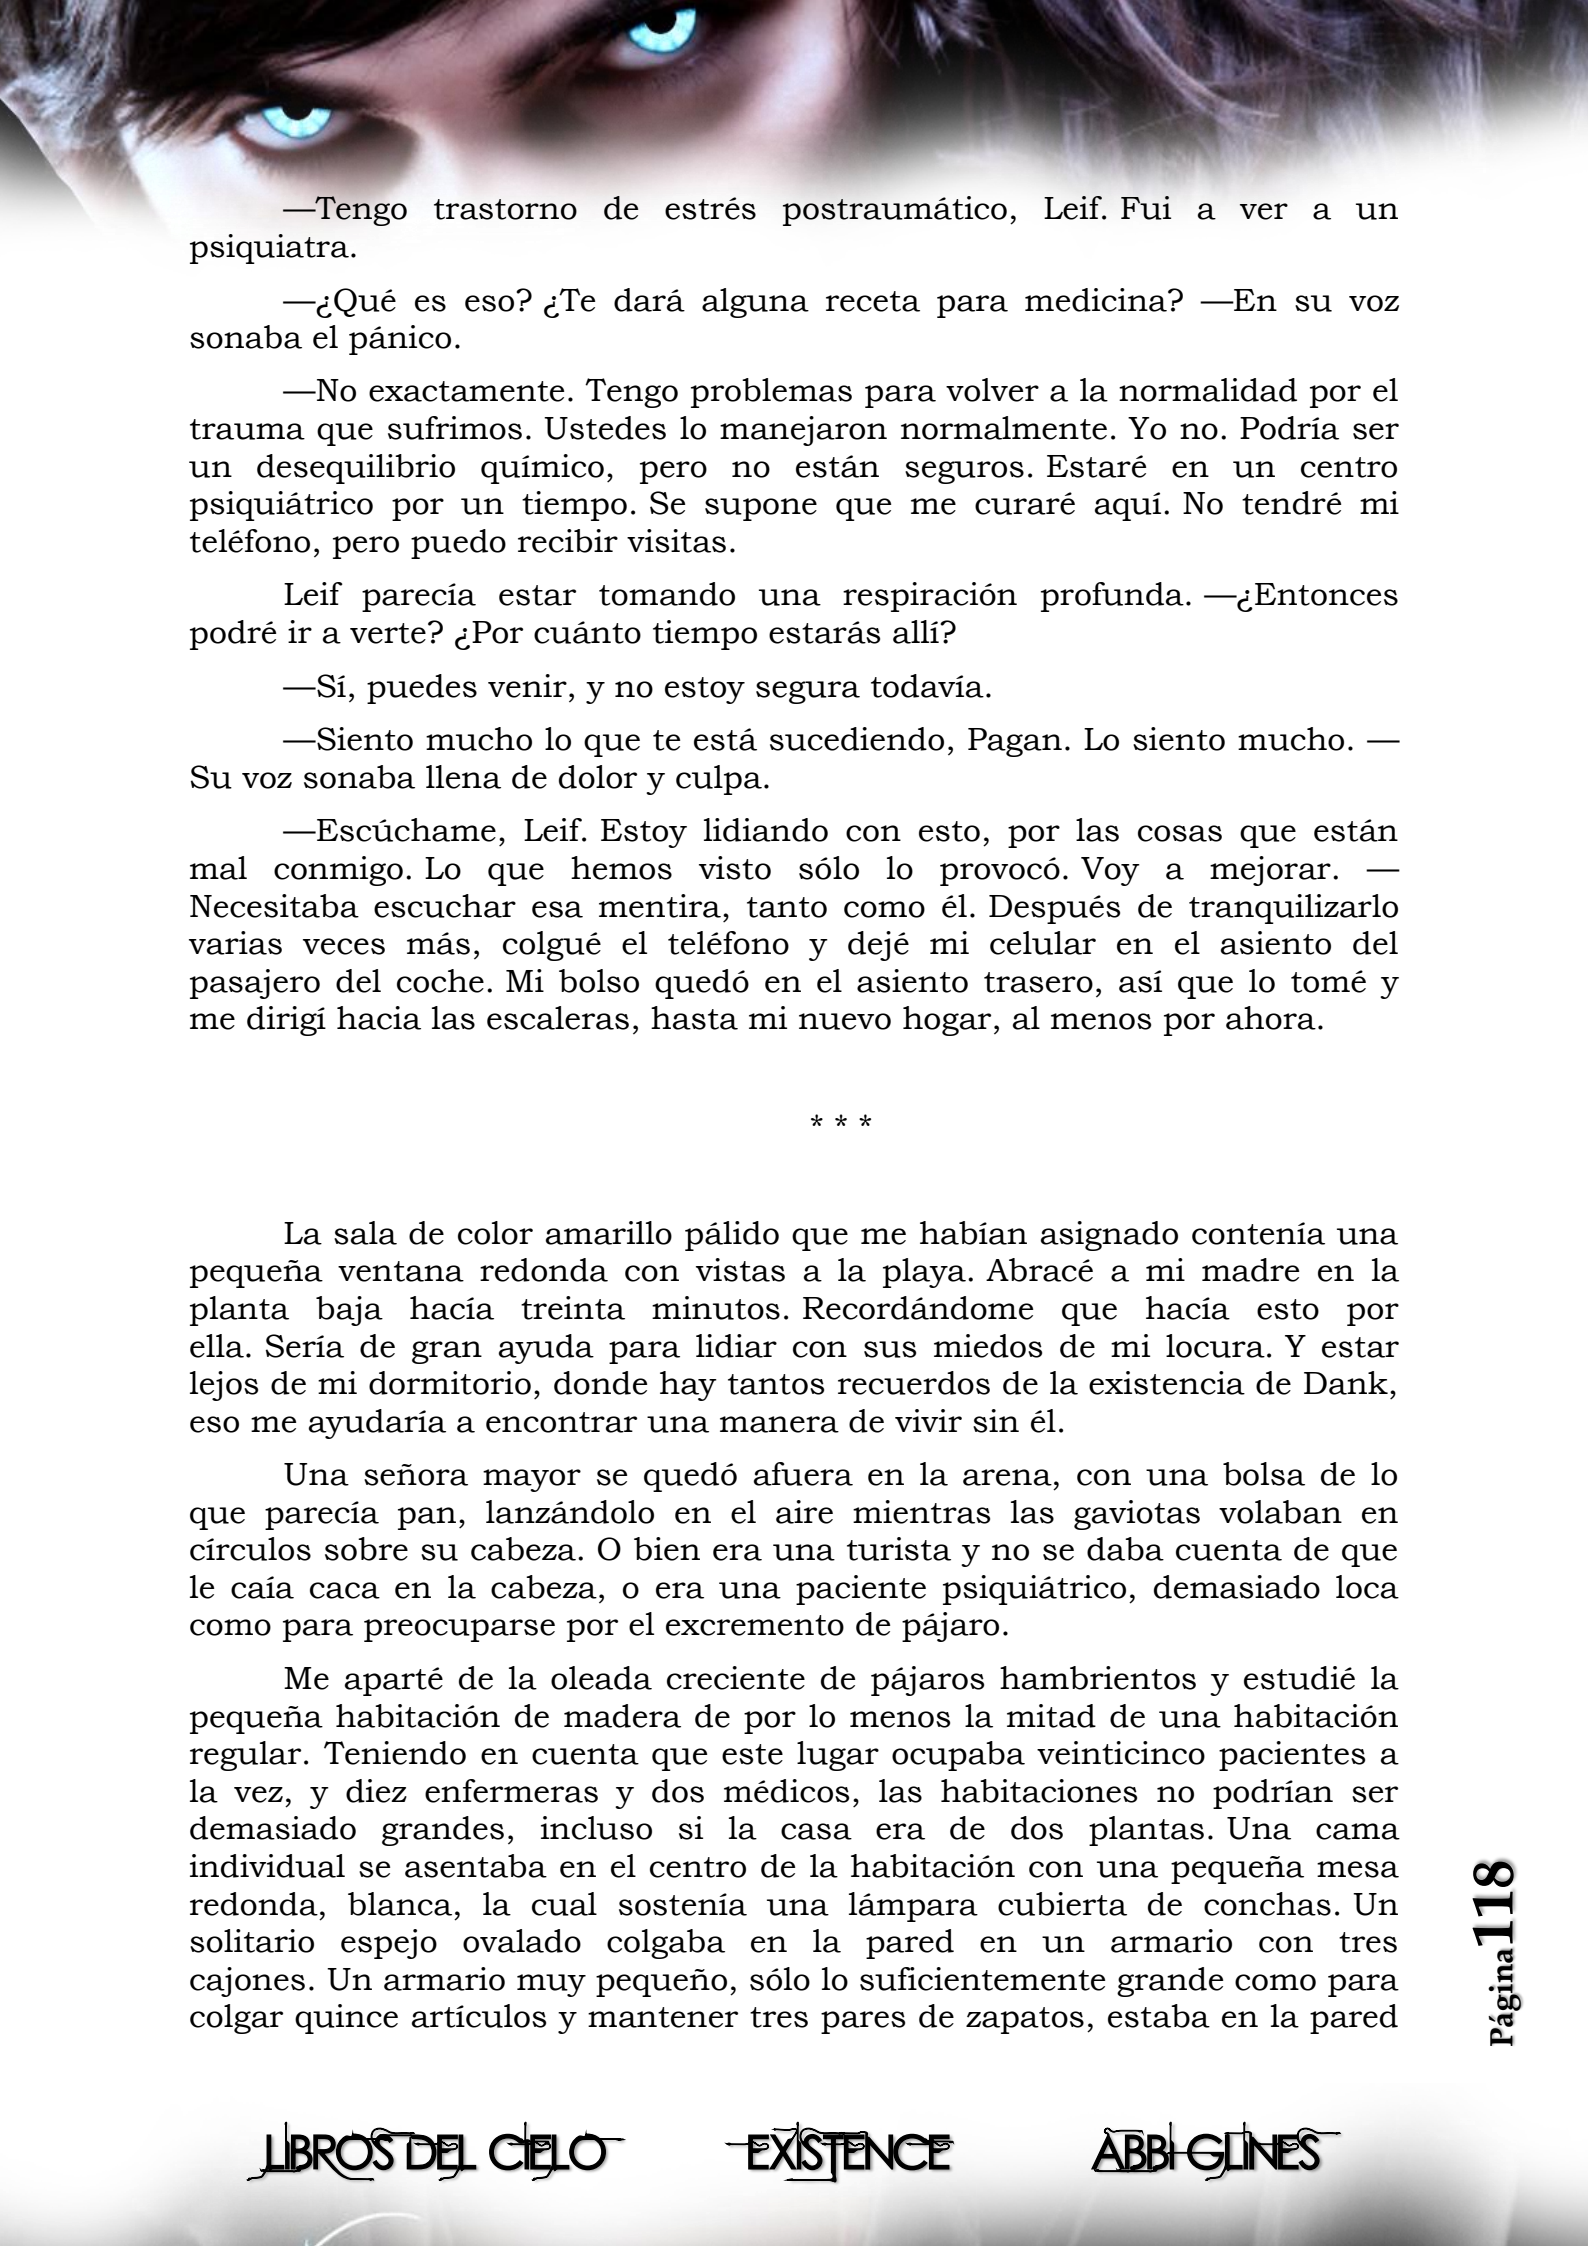 —Tengo trastorno de estrés postraumático, Leif. Fui a ver a un
psiquiatra.
—¿Qué es eso? ¿Te dará alguna receta para medicina? —En su voz
sonaba el pánico.
—No exactamente. Tengo problemas para volver a la normalidad por el
trauma que sufrimos. Ustedes lo manejaron normalmente. Yo no. Podría ser
un desequilibrio químico, pero no están seguros. Estaré en un centro
psiquiátrico por un tiempo. Se supone que me curaré aquí. No tendré mi
teléfono, pero puedo recibir visitas.
Leif parecía estar tomando una respiración profunda. —¿Entonces
podré ir a verte? ¿Por cuánto tiempo estarás allí?
—Sí, puedes venir, y no estoy segura todavía.
—Siento mucho lo que te está sucediendo, Pagan. Lo siento mucho. —
Su voz sonaba llena de dolor y culpa.
—Escúchame, Leif. Estoy lidiando con esto, por las cosas que están
mal conmigo. Lo que hemos visto sólo lo provocó. Voy a mejorar. —
Necesitaba escuchar esa mentira, tanto como él. Después de tranquilizarlo
varias veces más, colgué el teléfono y dejé mi celular en el asiento del
pasajero del coche. Mi bolso quedó en el asiento trasero, así que lo tomé y
me dirigí hacia las escaleras, hasta mi nuevo hogar, al menos por ahora.
* * *
La sala de color amarillo pálido que me habían asignado contenía una
pequeña ventana redonda con vistas a la playa. Abracé a mi madre en la
planta baja hacía treinta minutos. Recordándome que hacía esto por
ella. Sería de gran ayuda para lidiar con sus miedos de mi locura. Y estar
lejos de mi dormitorio, donde hay tantos recuerdos de la existencia de Dank,
eso me ayudaría a encontrar una manera de vivir sin él.
Una señora mayor se quedó afuera en la arena, con una bolsa de lo
que parecía pan, lanzándolo en el aire mientras las gaviotas volaban en
círculos sobre su cabeza. O bien era una turista y no se daba cuenta de que
le caía caca en la cabeza, o era una paciente psiquiátrico, demasiado loca
como para preocuparse por el excremento de pájaro.
Me aparté de la oleada creciente de pájaros hambrientos y estudié la
pequeña habitación de madera de por lo menos la mitad de una habitación
regular. Teniendo en cuenta que este lugar ocupaba veinticinco pacientes a
la vez, y diez enfermeras y dos médicos, las habitaciones no podrían ser
demasiado grandes, incluso si la casa era de dos plantas. Una cama
individual se asentaba en el centro de la habitación con una pequeña mesa
redonda, blanca, la cual sostenía una lámpara cubierta de conchas. Un
solitario espejo ovalado colgaba en la pared en un armario con tres
cajones. Un armario muy pequeño, sólo lo suficientemente grande como para
colgar quince artículos y mantener tres pares de zapatos, estaba en la pared
Página118
LIBROS DEL CIELO EXISTENCE ABBI GLINES